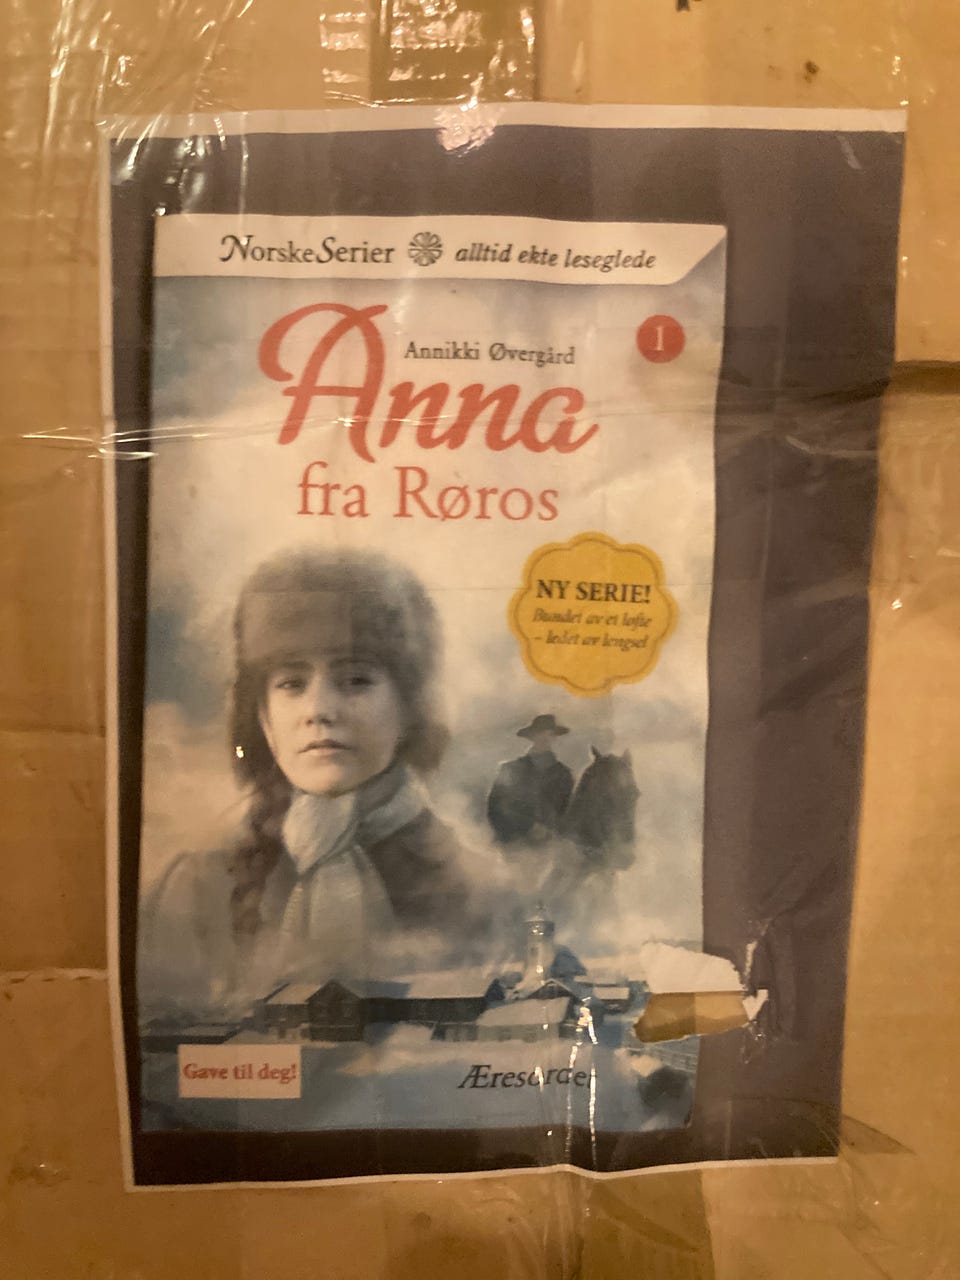 NorskeSerier alltid ekte leseglede
1
Annikki Øvergård
Anna
fra Røros
NY SERIE!
Bundet av et løfte
– ledet av lengsel
Gave til deg!
Æresordet